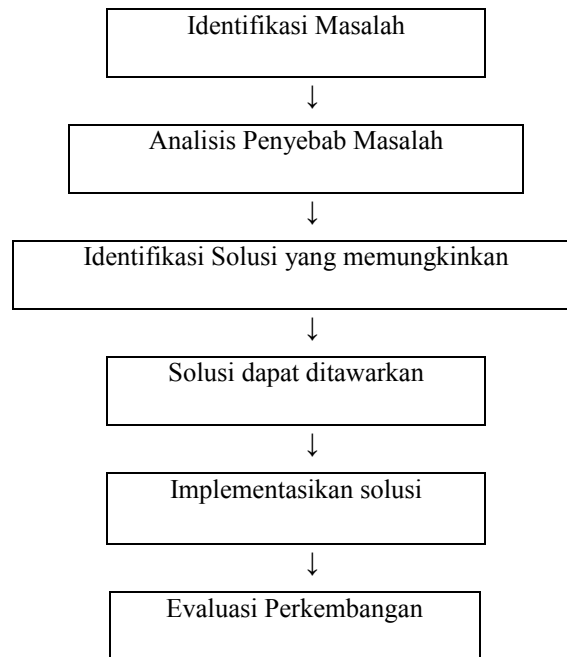 Identifikasi Masalah
↓
Analisis Penyebab Masalah
↓
Identifikasi Solusi yang memungkinkan
↓
Solusi dapat ditawarkan
↓
Implementasikan solusi
↓
Evaluasi Perkembangan